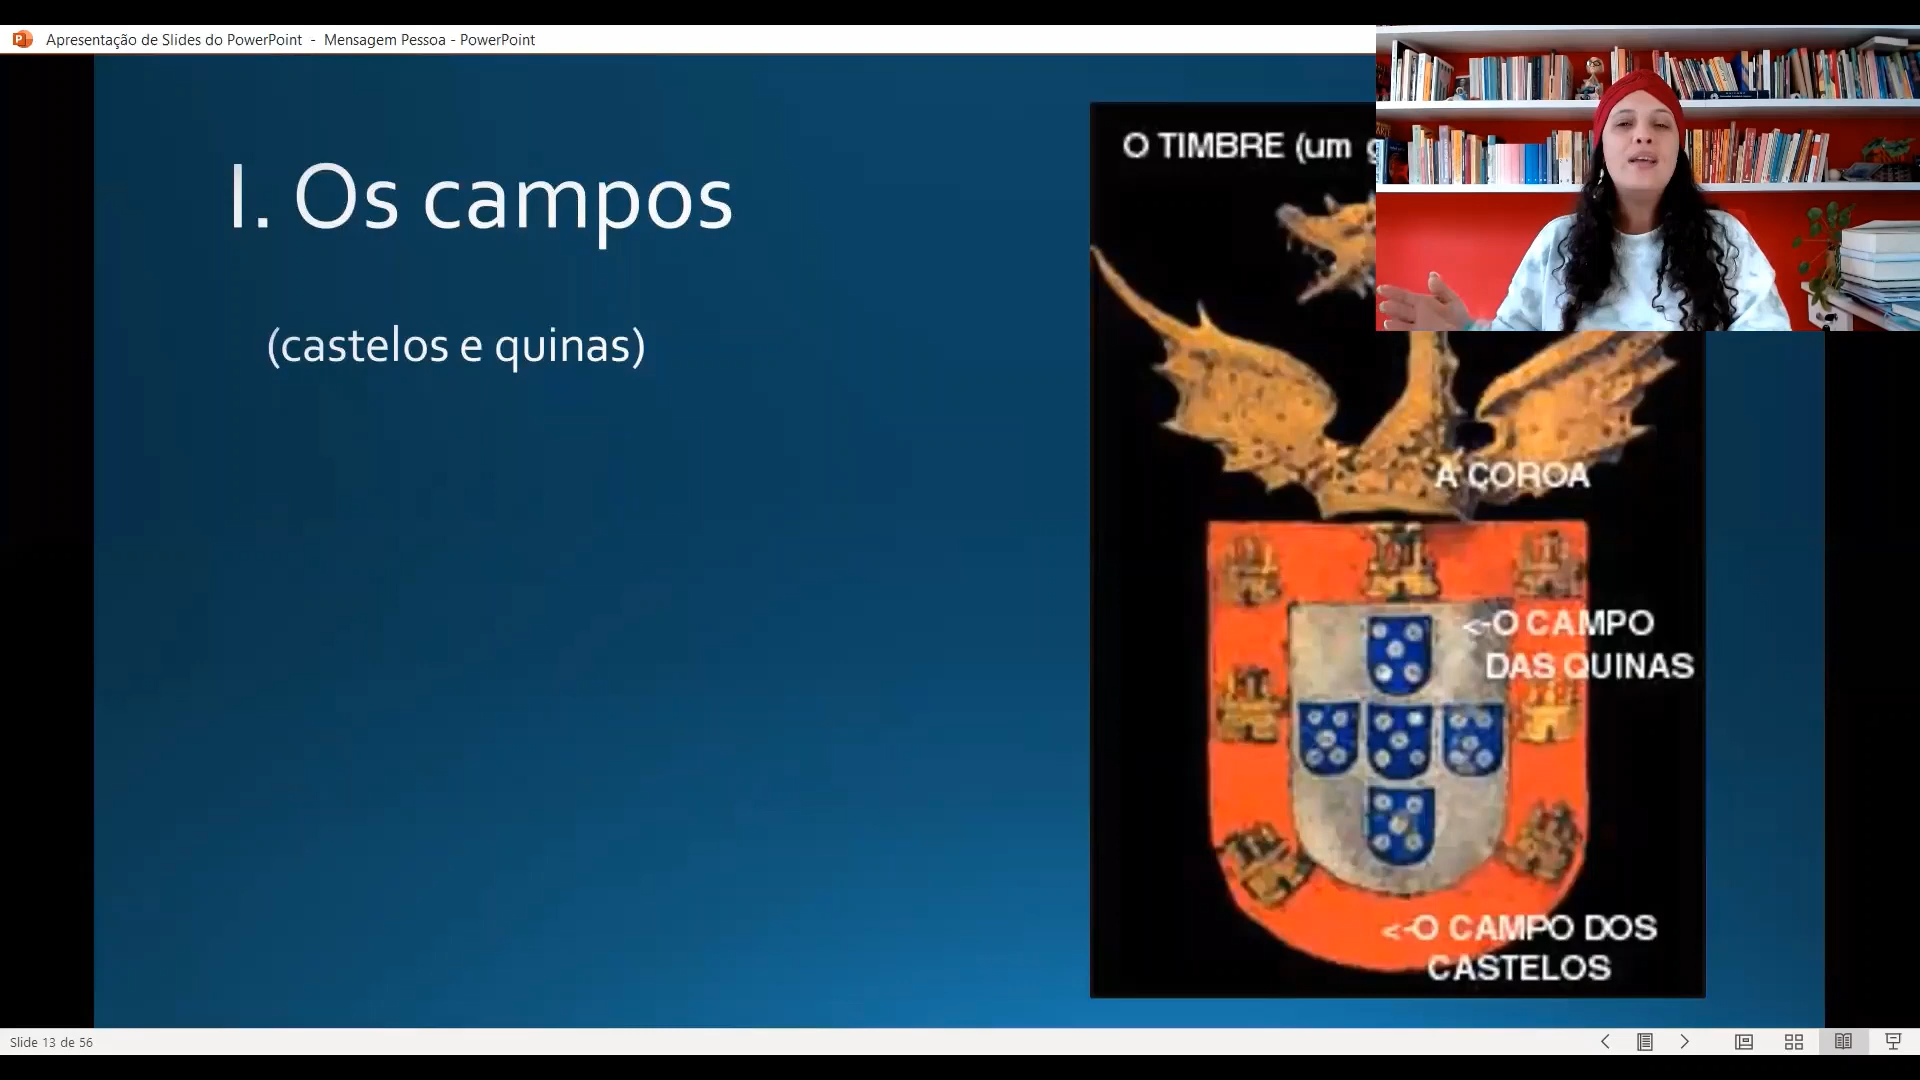 Apresentação de Slides do PowerPoint - Mensagem Pessoa - PowerPoint
I. Os campos
(castelos e quinas)
O TIMBRE (um
A COROA
<-O CAMPO
DAS QUINAS
<-O CAMPO DOS
CASTELOS
Slide 13 de 56